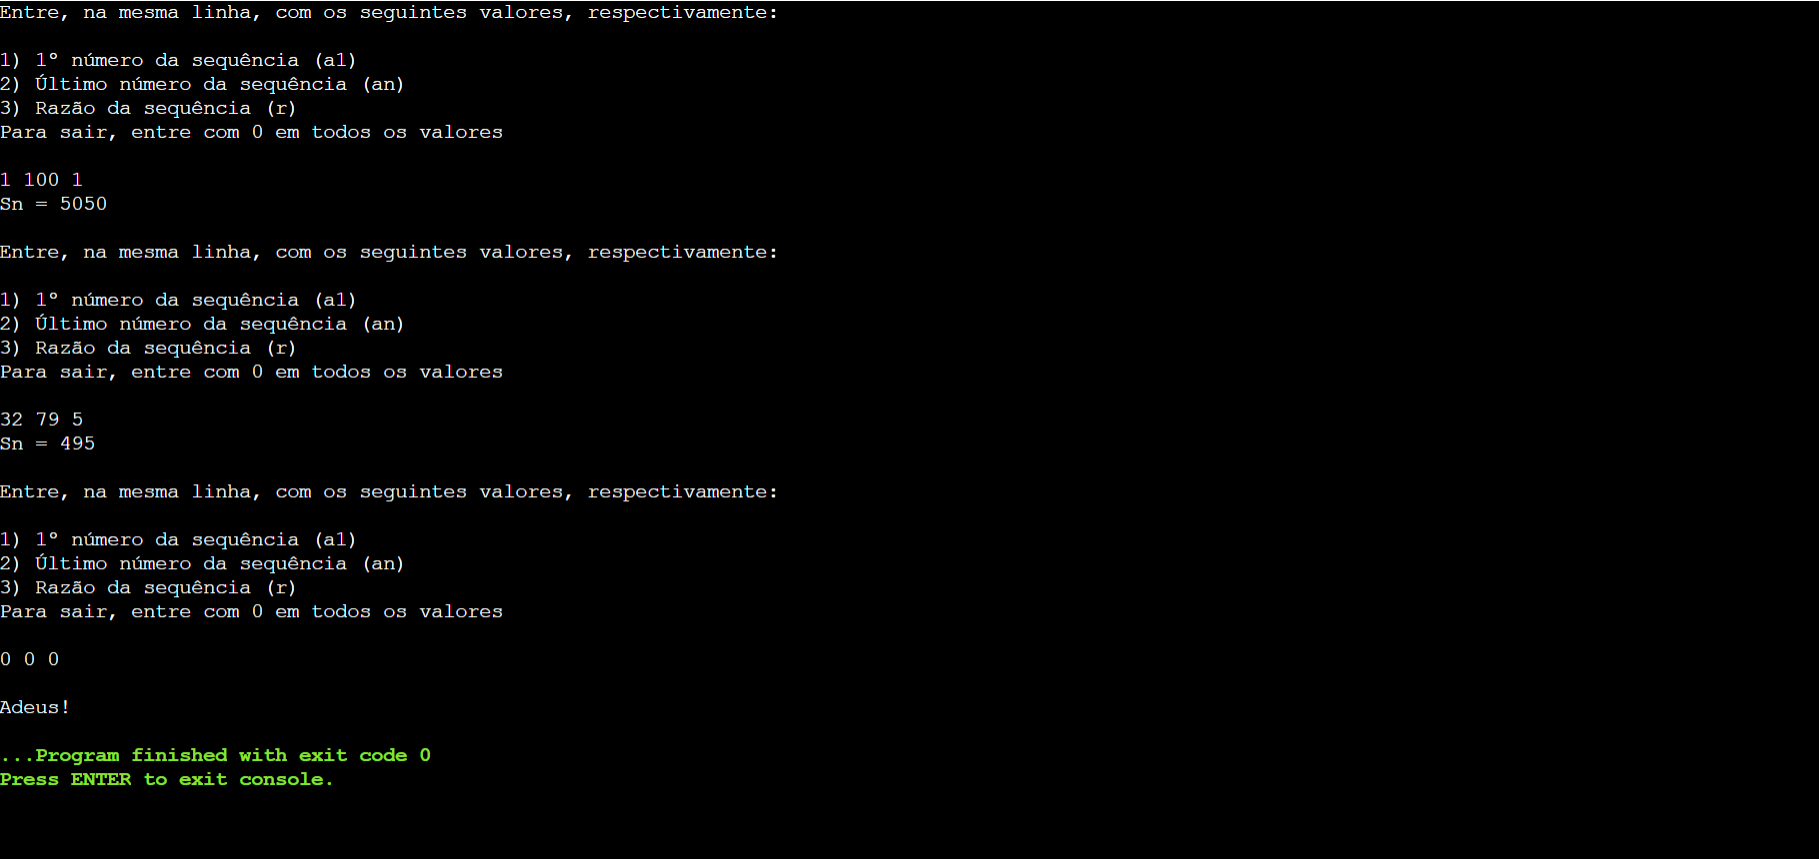 Entre, na mesma linha, com os seguintes valores, respectivamente:
1) 1º número da sequência (a1)
2) Último número da sequência (an)
3) Razão da sequência (r)
Para sair, entre com 0 em todos os valores
1 100 1
Sn = 5050
Entre, na mesma linha, com os seguintes valores, respectivamente:
1) 1º número da sequência (a1)
2) Último número da sequência (an)
3) Razão da sequência (r)
Para sair, entre com 0 em todos os valores
32 79 5
Sn = 495
Entre, na mesma linha, com os seguintes valores, respectivamente:
1) 1º número da sequência (a1)
2) Último número da sequência (an)
3) Razão da sequência (r)
Para sair, entre com 0 em todos os valores
0 0 0
Adeus!
...Program finished with exit code 0
Press ENTER to exit console.